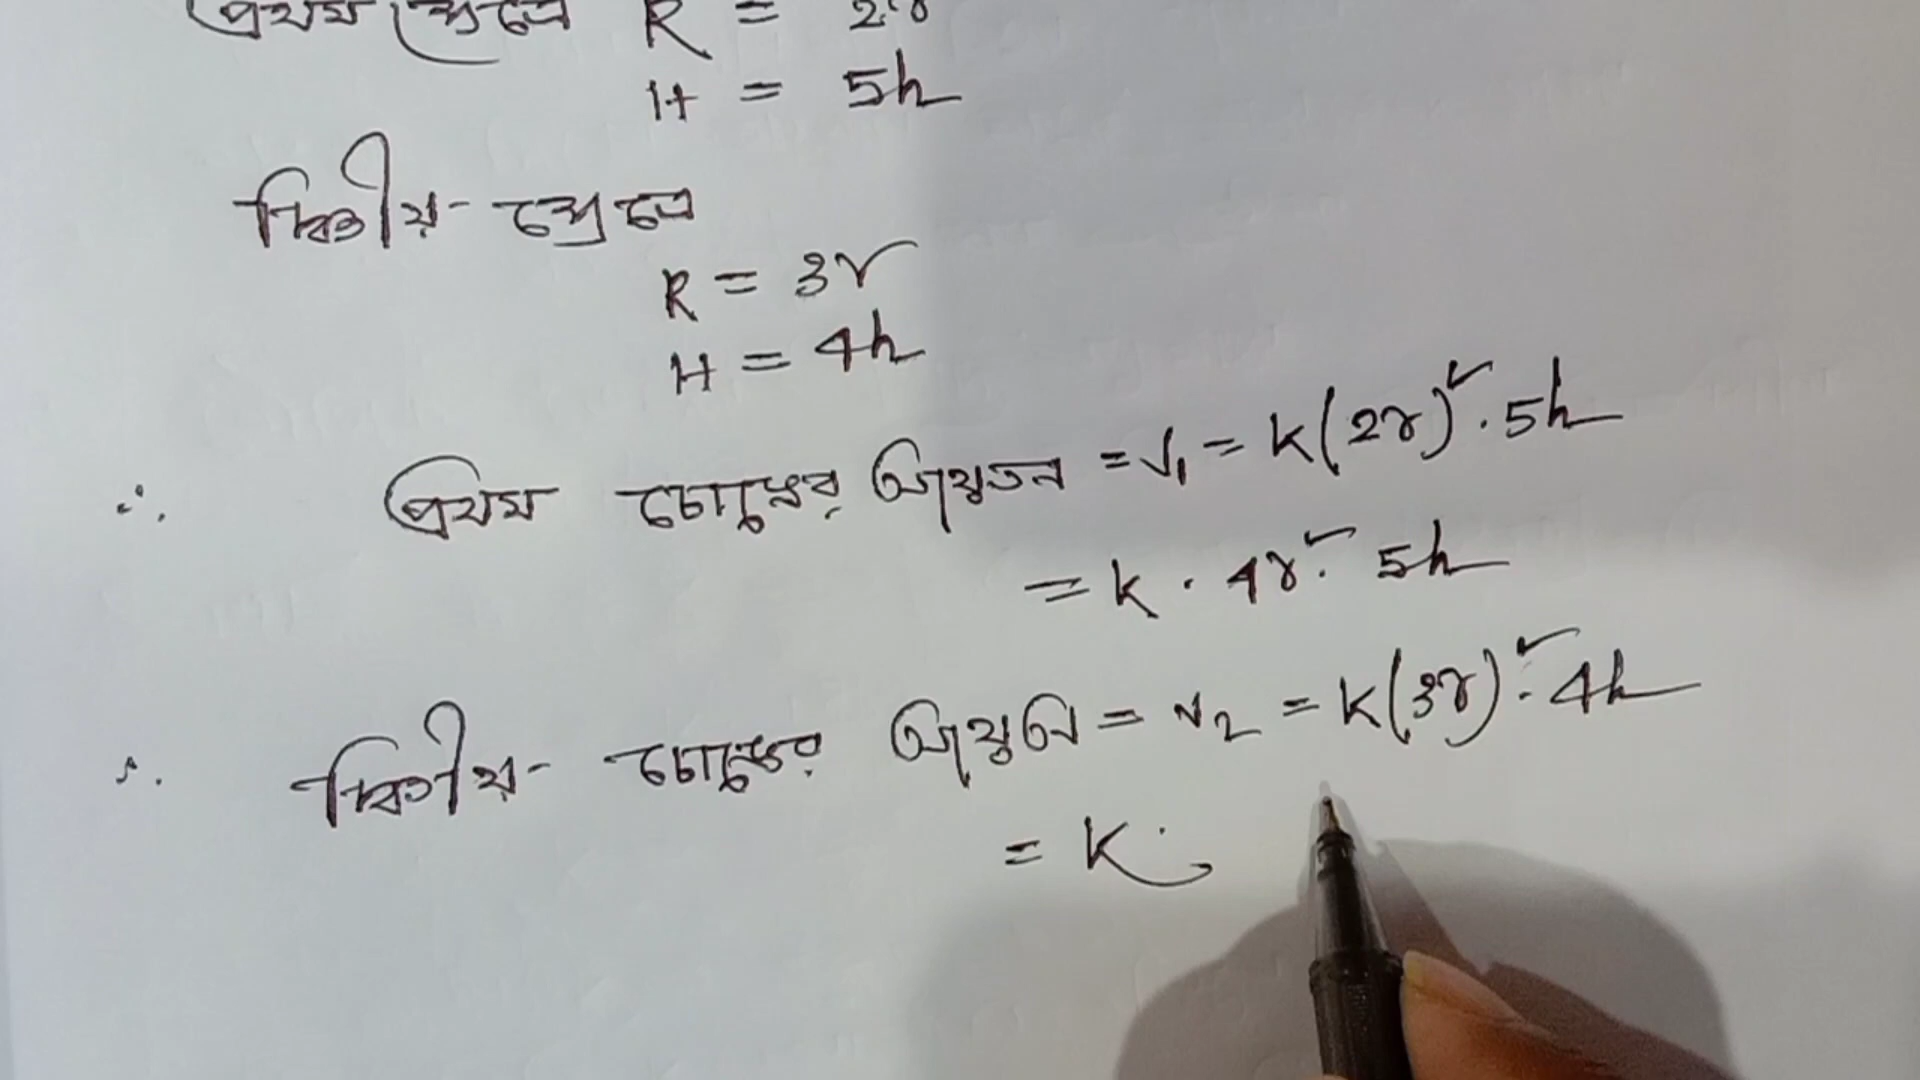 প্রথম ক্ষেত্রে R = 2r
H = 5h
দ্বিতীয় ক্ষেত্রে
R = 3r
H = 4h
∴ প্রথম চোঙের আয়তন = V₁ = K(2r)² . 5h
= K . 4r² . 5h
∴ দ্বিতীয় চোঙের আয়তন = V₂ = K(3r)² . 4h
= K .